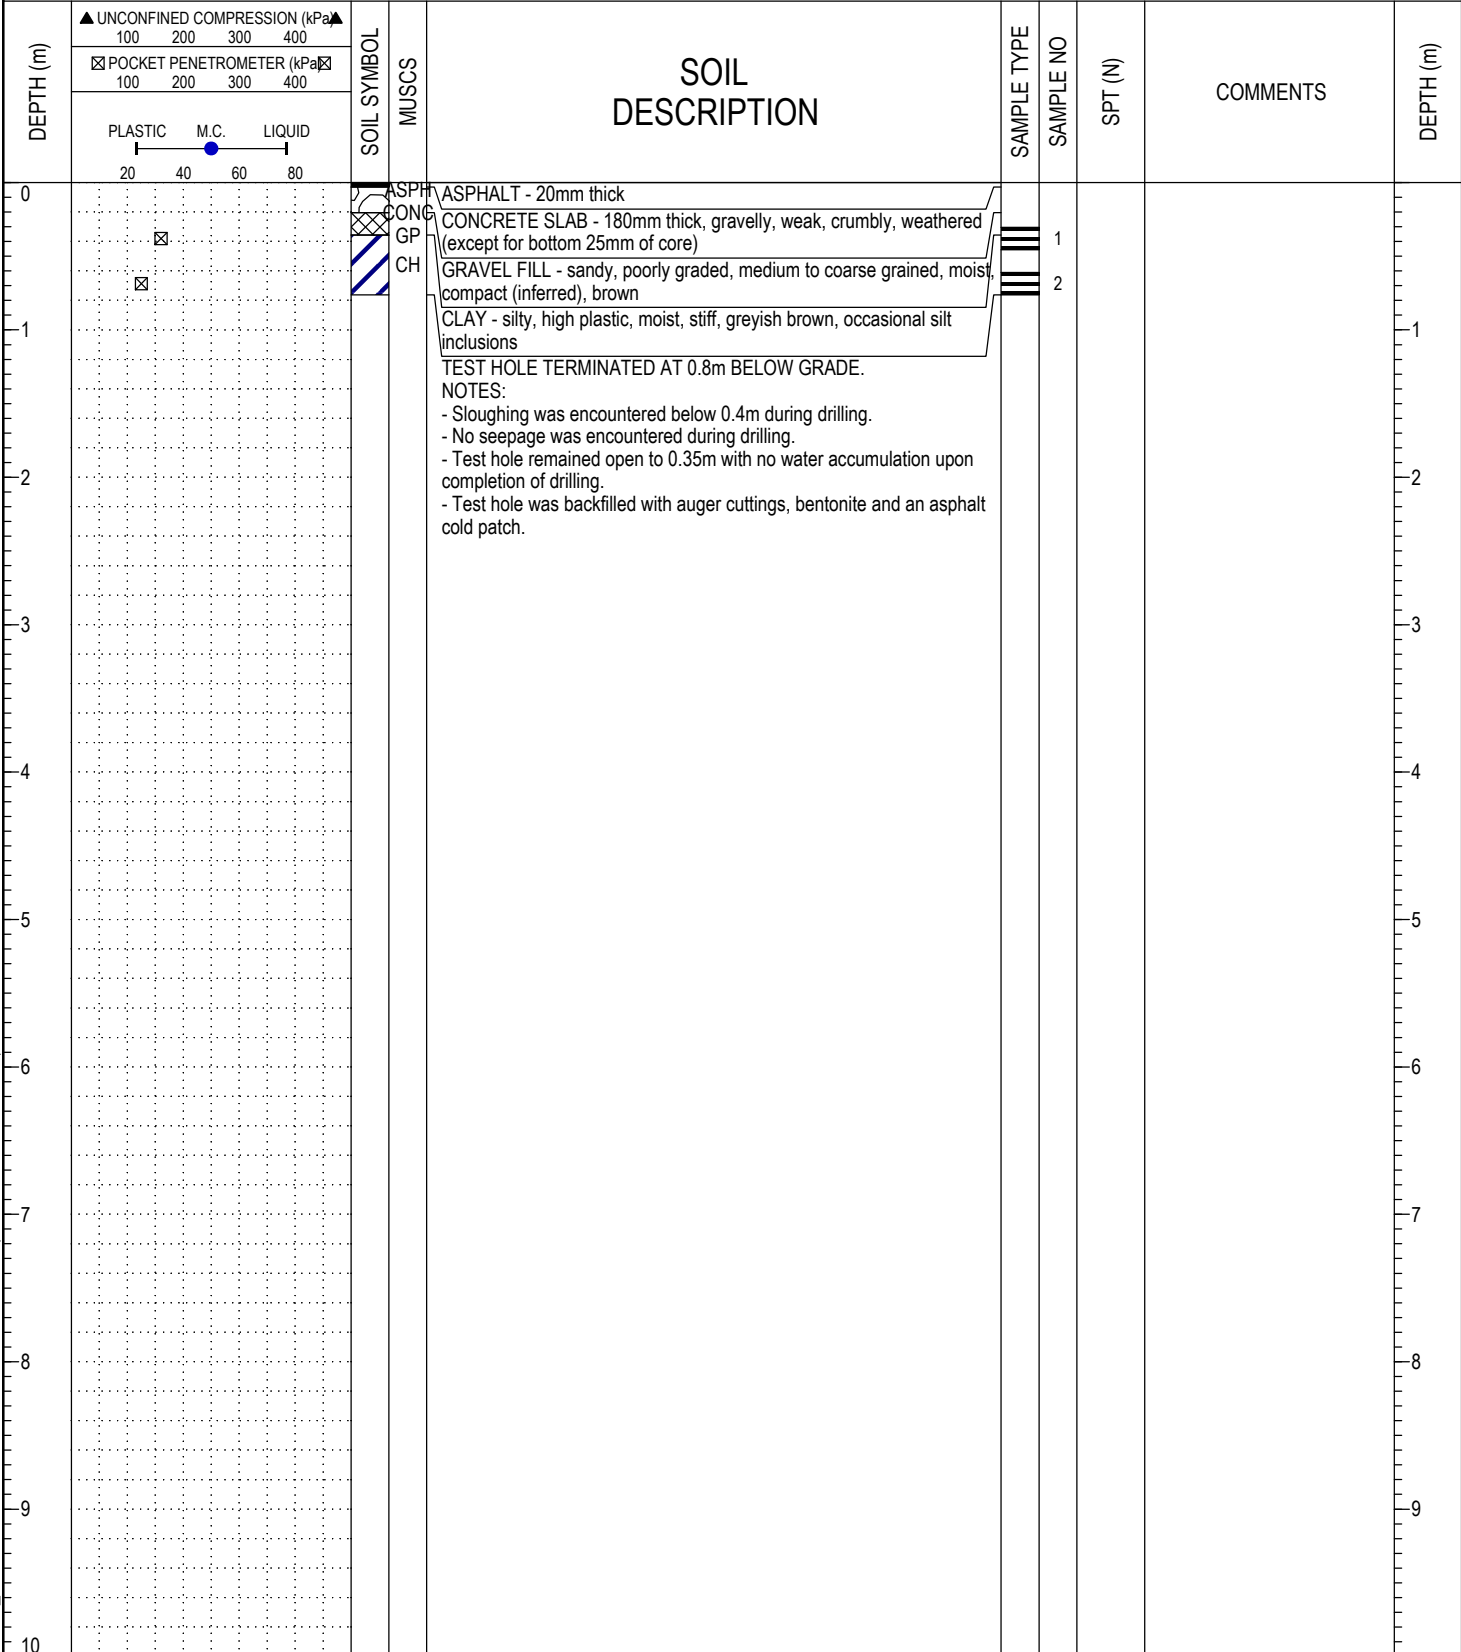 ▲ UNCONFINED COMPRESSION (kPa) ▲
100 200 300 400
☒ POCKET PENETROMETER (kPa) ☒
100 200 300 400
PLASTIC M.C. LIQUID
20 40 60 80
DEPTH (m)
SOIL SYMBOL
MUSCS
SOIL
DESCRIPTION
SAMPLE TYPE
SAMPLE NO
SPT (N)
COMMENTS
DEPTH (m)
0
ASPH
ASPHALT - 20mm thick
CONC
CONCRETE SLAB - 180mm thick, gravelly, weak, crumbly, weathered
(except for bottom 25mm of core)
GP
1
CH
GRAVEL FILL - sandy, poorly graded, medium to coarse grained, moist,
compact (inferred), brown
2
CLAY - silty, high plastic, moist, stiff, greyish brown, occasional silt
inclusions
1
1
TEST HOLE TERMINATED AT 0.8m BELOW GRADE.
NOTES:
- Sloughing was encountered below 0.4m during drilling.
- No seepage was encountered during drilling.
- Test hole remained open to 0.35m with no water accumulation upon
completion of drilling.
- Test hole was backfilled with auger cuttings, bentonite and an asphalt
cold patch.
2
2
3
3
4
4
5
5
6
6
7
7
8
8
9
9
10